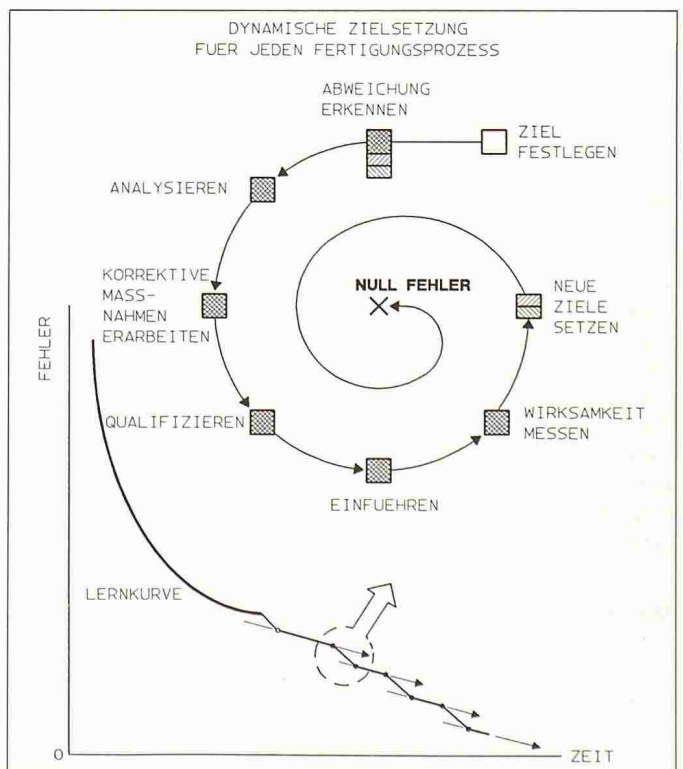 DYNAMISCHE ZIELSETZUNG
FUER JEDEN FERTIGUNGSPROZESS
ABWEICHUNG
ERKENNEN
ZIEL
FESTLEGEN
ANALYSIEREN
KORREKTIVE
MASS-
NAHMEN
ERARBEITEN
NULL FEHLER
NEUE
ZIELE
SETZEN
FEHLER
QUALIFIZIEREN
WIRKSAMKEIT
MESSEN
EINFUEHREN
LERNKURVE
0
ZEIT